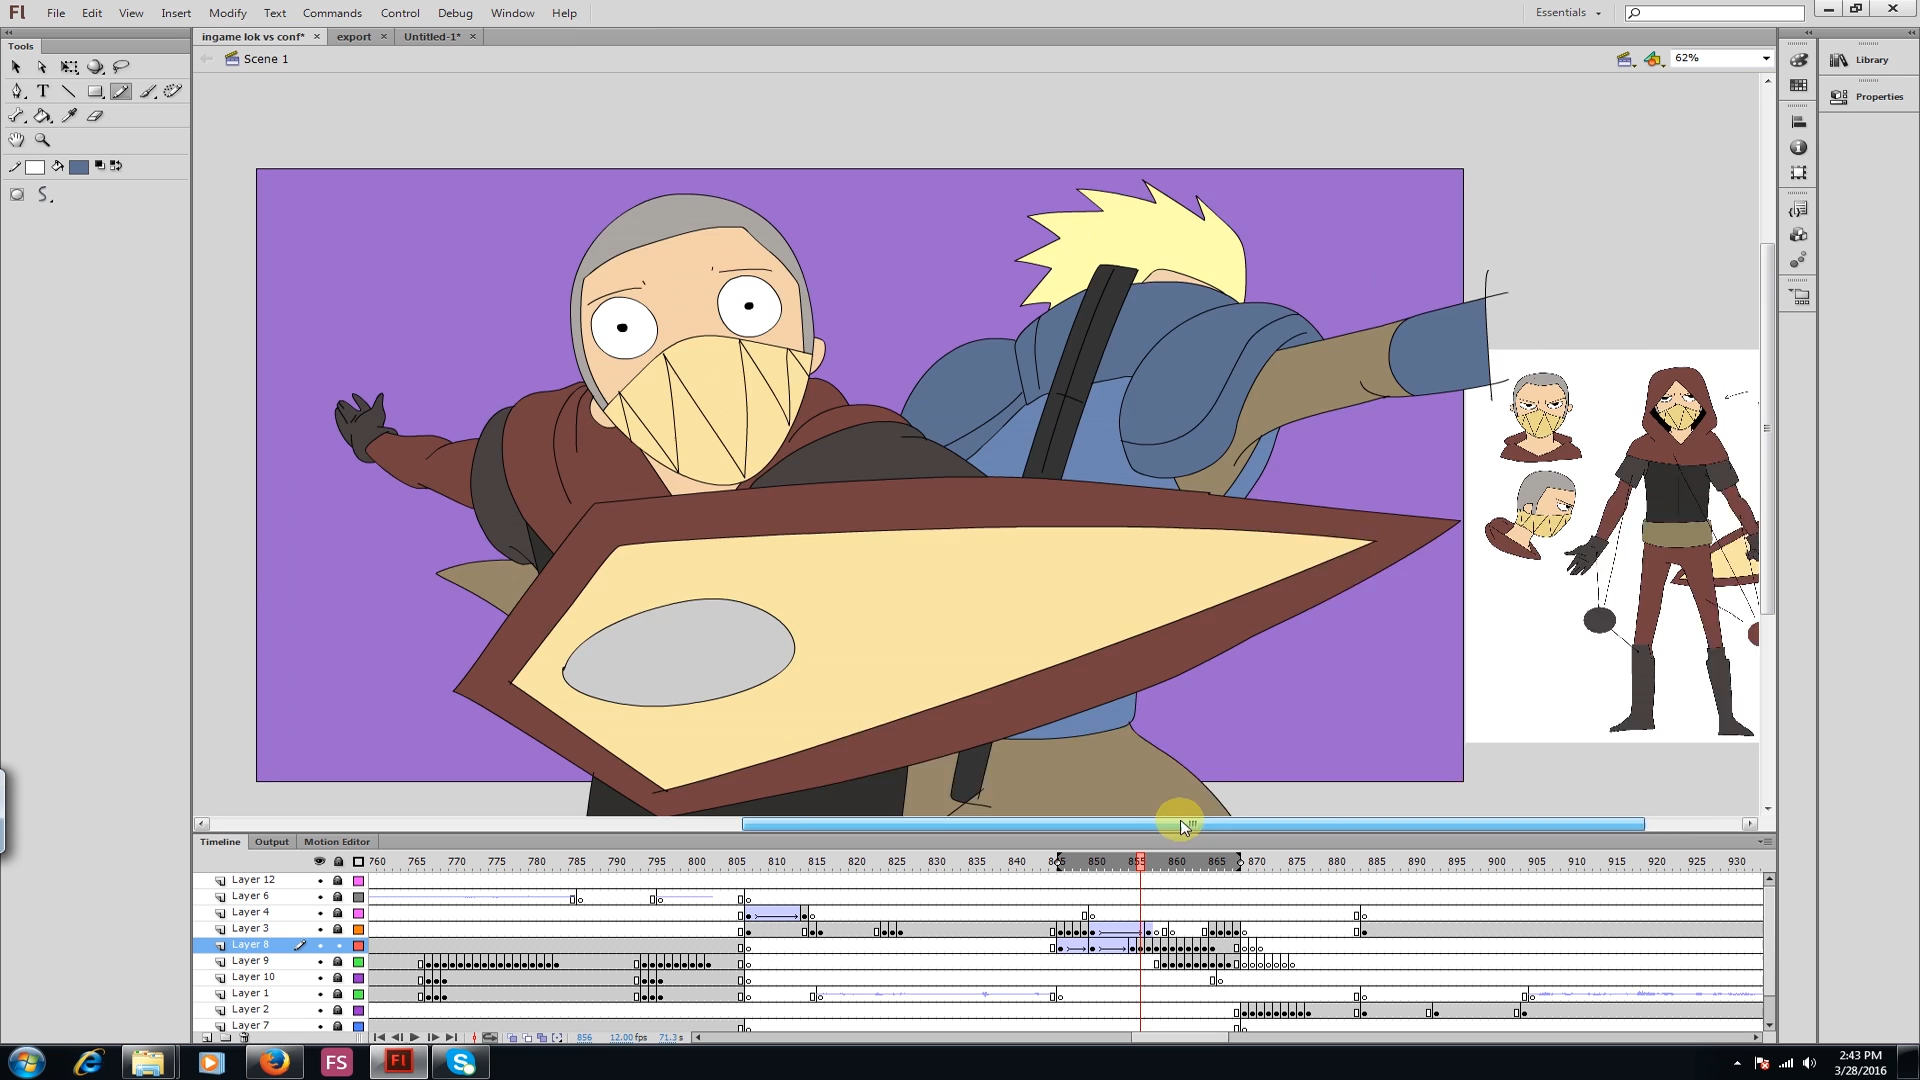 Fl File Edit View Insert Modify Text Commands Control Debug Window Help Essentials
Tools
ingame lok vs conf* × export × Untitled-1* ×
Scene 1
62%
Library
Properties
Timeline Output Motion Editor
760 765 770 775 780 785 790 795 800 805 810 815 820 825 830 835 840 845 850 855 860 865 870 875 880 885 890 895 900 905 910 915 920 925 930
Layer 12
Layer 6
Layer 4
Layer 3
Layer 8
Layer 9
Layer 10
Layer 1
Layer 2
Layer 7
856 12.00 fps 71.3 s
FS Fl
2:43 PM
3/28/2016